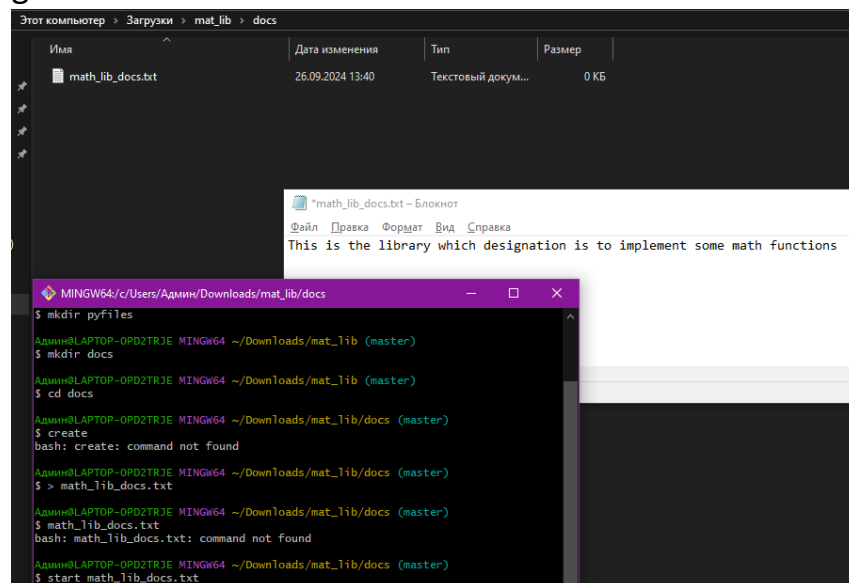 Этот компьютер > Загрузки > mat_lib > docs
Имя Дата изменения Тип Размер
math_lib_docs.txt 26.09.2024 13:40 Текстовый докум... 0 КБ
*math_lib_docs.txt – Блокнот
Файл Правка Формат Вид Справка
This is the library which designation is to implement some math functions
MINGW64:/c/Users/Админ/Downloads/mat_lib/docs
$ mkdir pyfiles
Админ@LAPTOP-OPD2TRJE MINGW64 ~/Downloads/mat_lib (master)
$ mkdir docs
Админ@LAPTOP-OPD2TRJE MINGW64 ~/Downloads/mat_lib (master)
$ cd docs
Админ@LAPTOP-OPD2TRJE MINGW64 ~/Downloads/mat_lib/docs (master)
$ create
bash: create: command not found
Админ@LAPTOP-OPD2TRJE MINGW64 ~/Downloads/mat_lib/docs (master)
$ > math_lib_docs.txt
Админ@LAPTOP-OPD2TRJE MINGW64 ~/Downloads/mat_lib/docs (master)
$ math_lib_docs.txt
bash: math_lib_docs.txt: command not found
Админ@LAPTOP-OPD2TRJE MINGW64 ~/Downloads/mat_lib/docs (master)
$ start math_lib_docs.txt